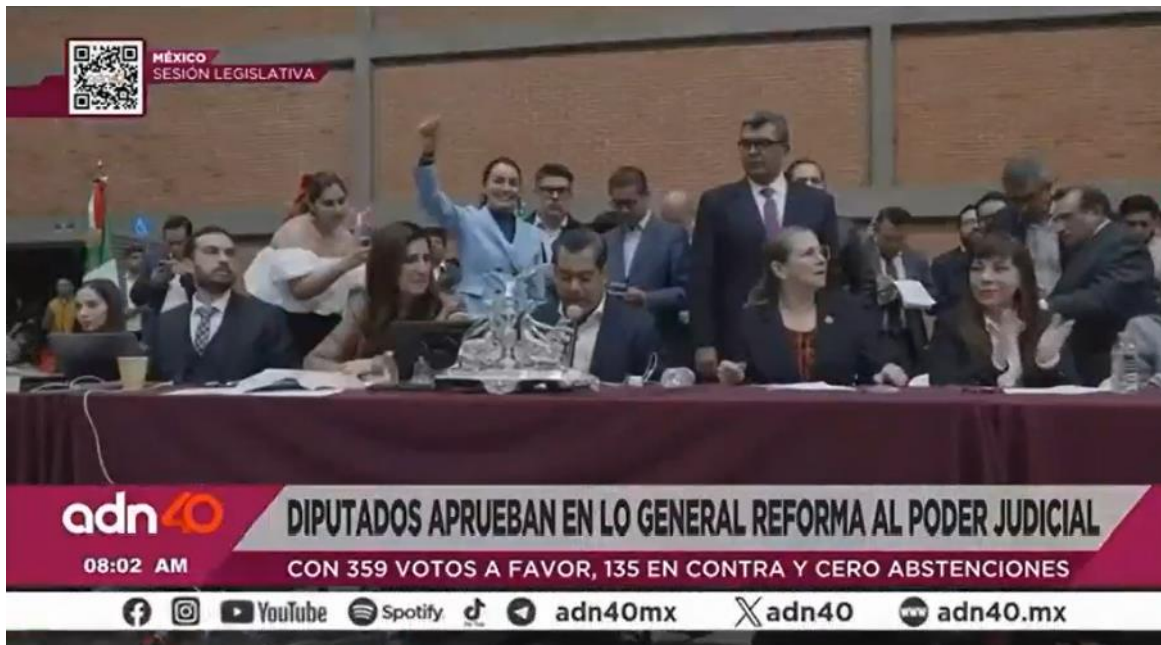 MÉXICO
SESIÓN LEGISLATIVA
adn40
DIPUTADOS APRUEBAN EN LO GENERAL REFORMA AL PODER JUDICIAL
08:02 AM
CON 359 VOTOS A FAVOR, 135 EN CONTRA Y CERO ABSTENCIONES
YouTube Spotify adn40mx adn40 adn40.mx